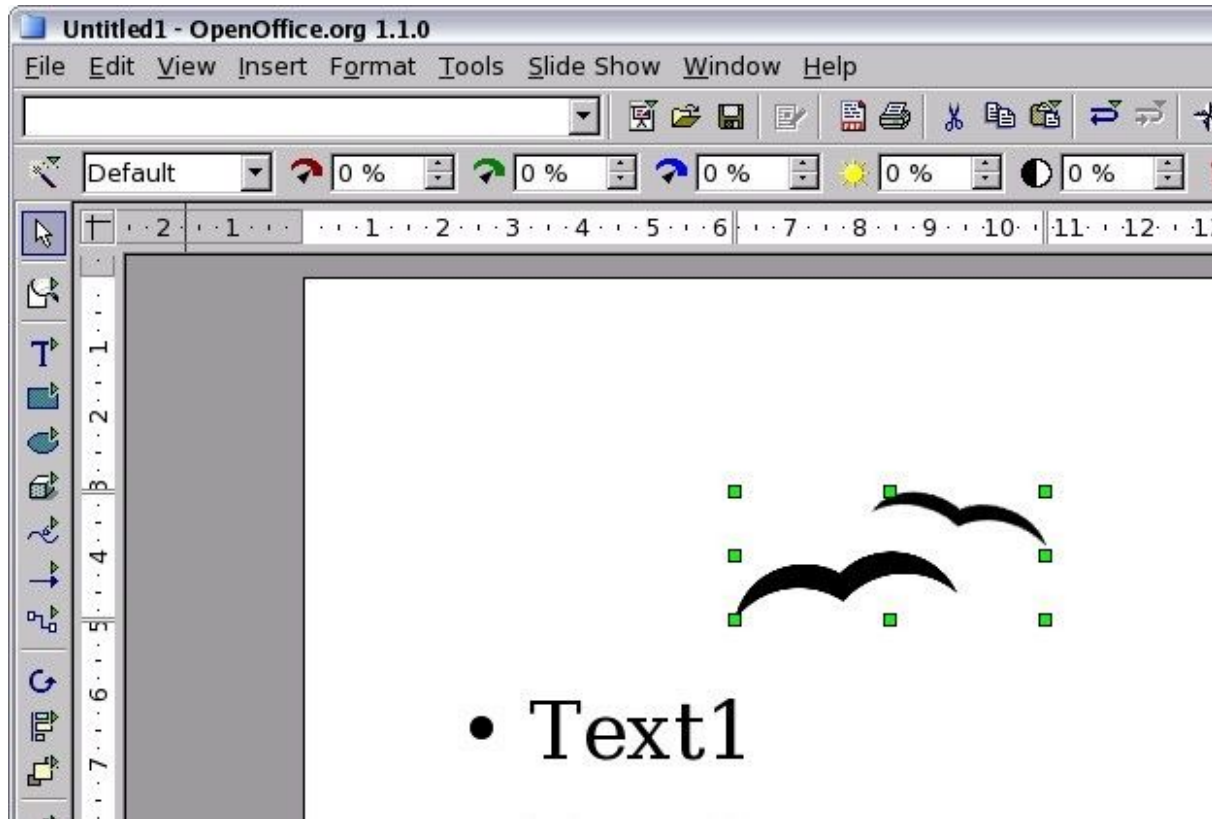 Untitled1 - OpenOffice.org 1.1.0
File Edit View Insert Format Tools Slide Show Window Help
Default 0 % 0 % 0 % 0 % 0 %
2 1 1 2 3 4 5 6 7 8 9 10 11 12
1
2
3
4
5
6
7
• Text1